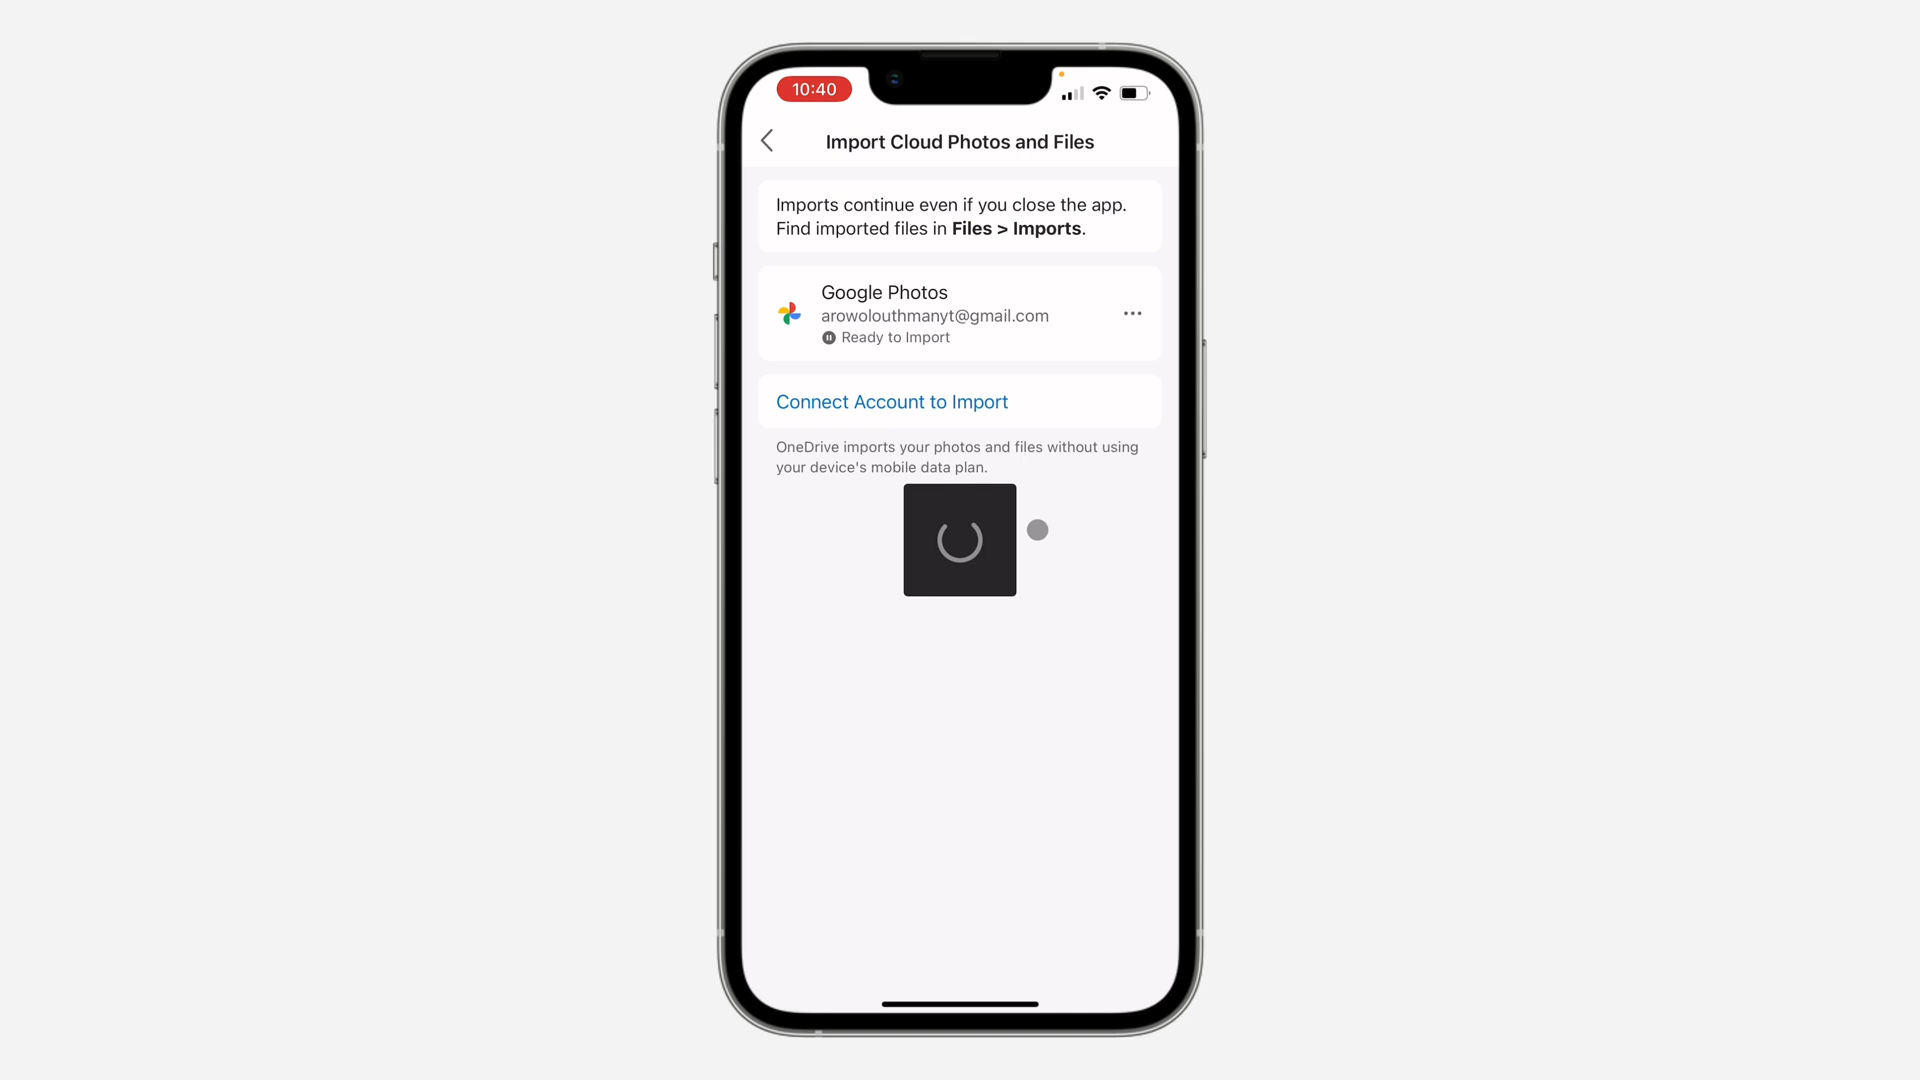 10:40
Import Cloud Photos and Files
Imports continue even if you close the app.
Find imported files in Files > Imports.
Google Photos
arowolouthmanyt@gmail.com
Ready to Import
Connect Account to Import
OneDrive imports your photos and files without using
your device's mobile data plan.